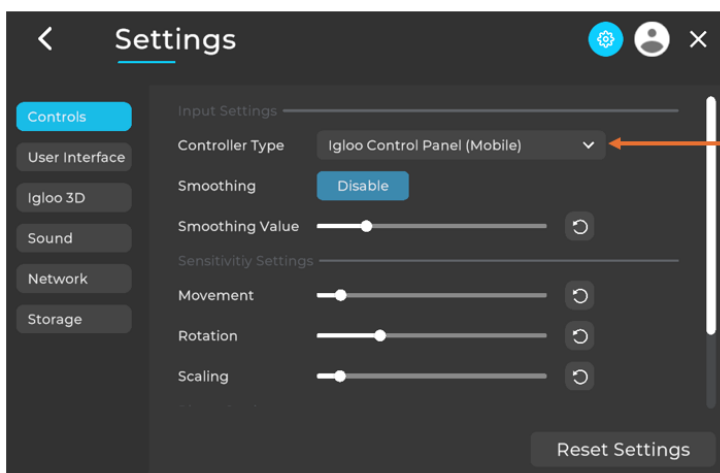 Settings
Controls
User Interface
Igloo 3D
Sound
Network
Storage
Input Settings
Controller Type
Igloo Control Panel (Mobile)
Smoothing
Disable
Smoothing Value
Sensitivitiy Settings
Movement
Rotation
Scaling
Reset Settings